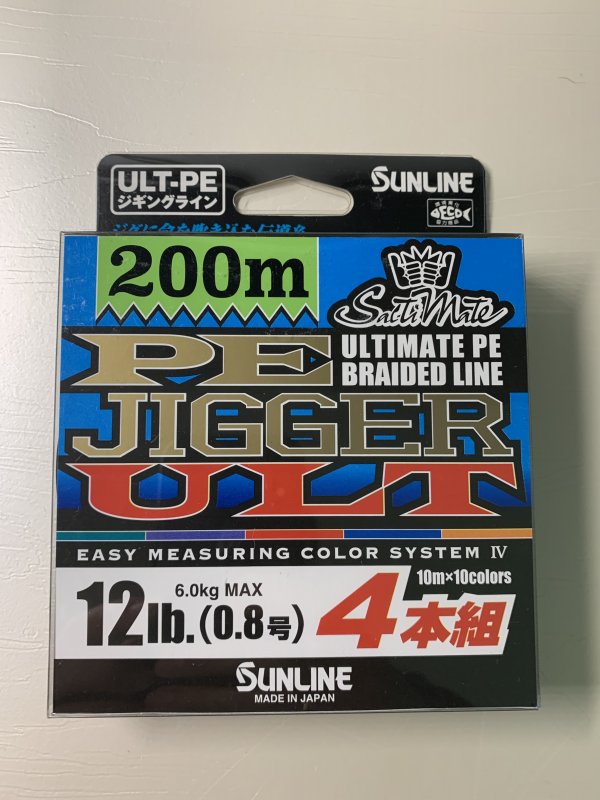 ULT-PE
ジギングライン
SUNLINE
ECO
200m
SaltiMate
PE
ULTIMATE PE
BRAIDED LINE
JIGGER
ULT
EASY MEASURING COLOR SYSTEM Ⅳ
10m×10colors
6.0kg MAX
12lb.(0.8号)
4本組
SUNLINE
MADE IN JAPAN